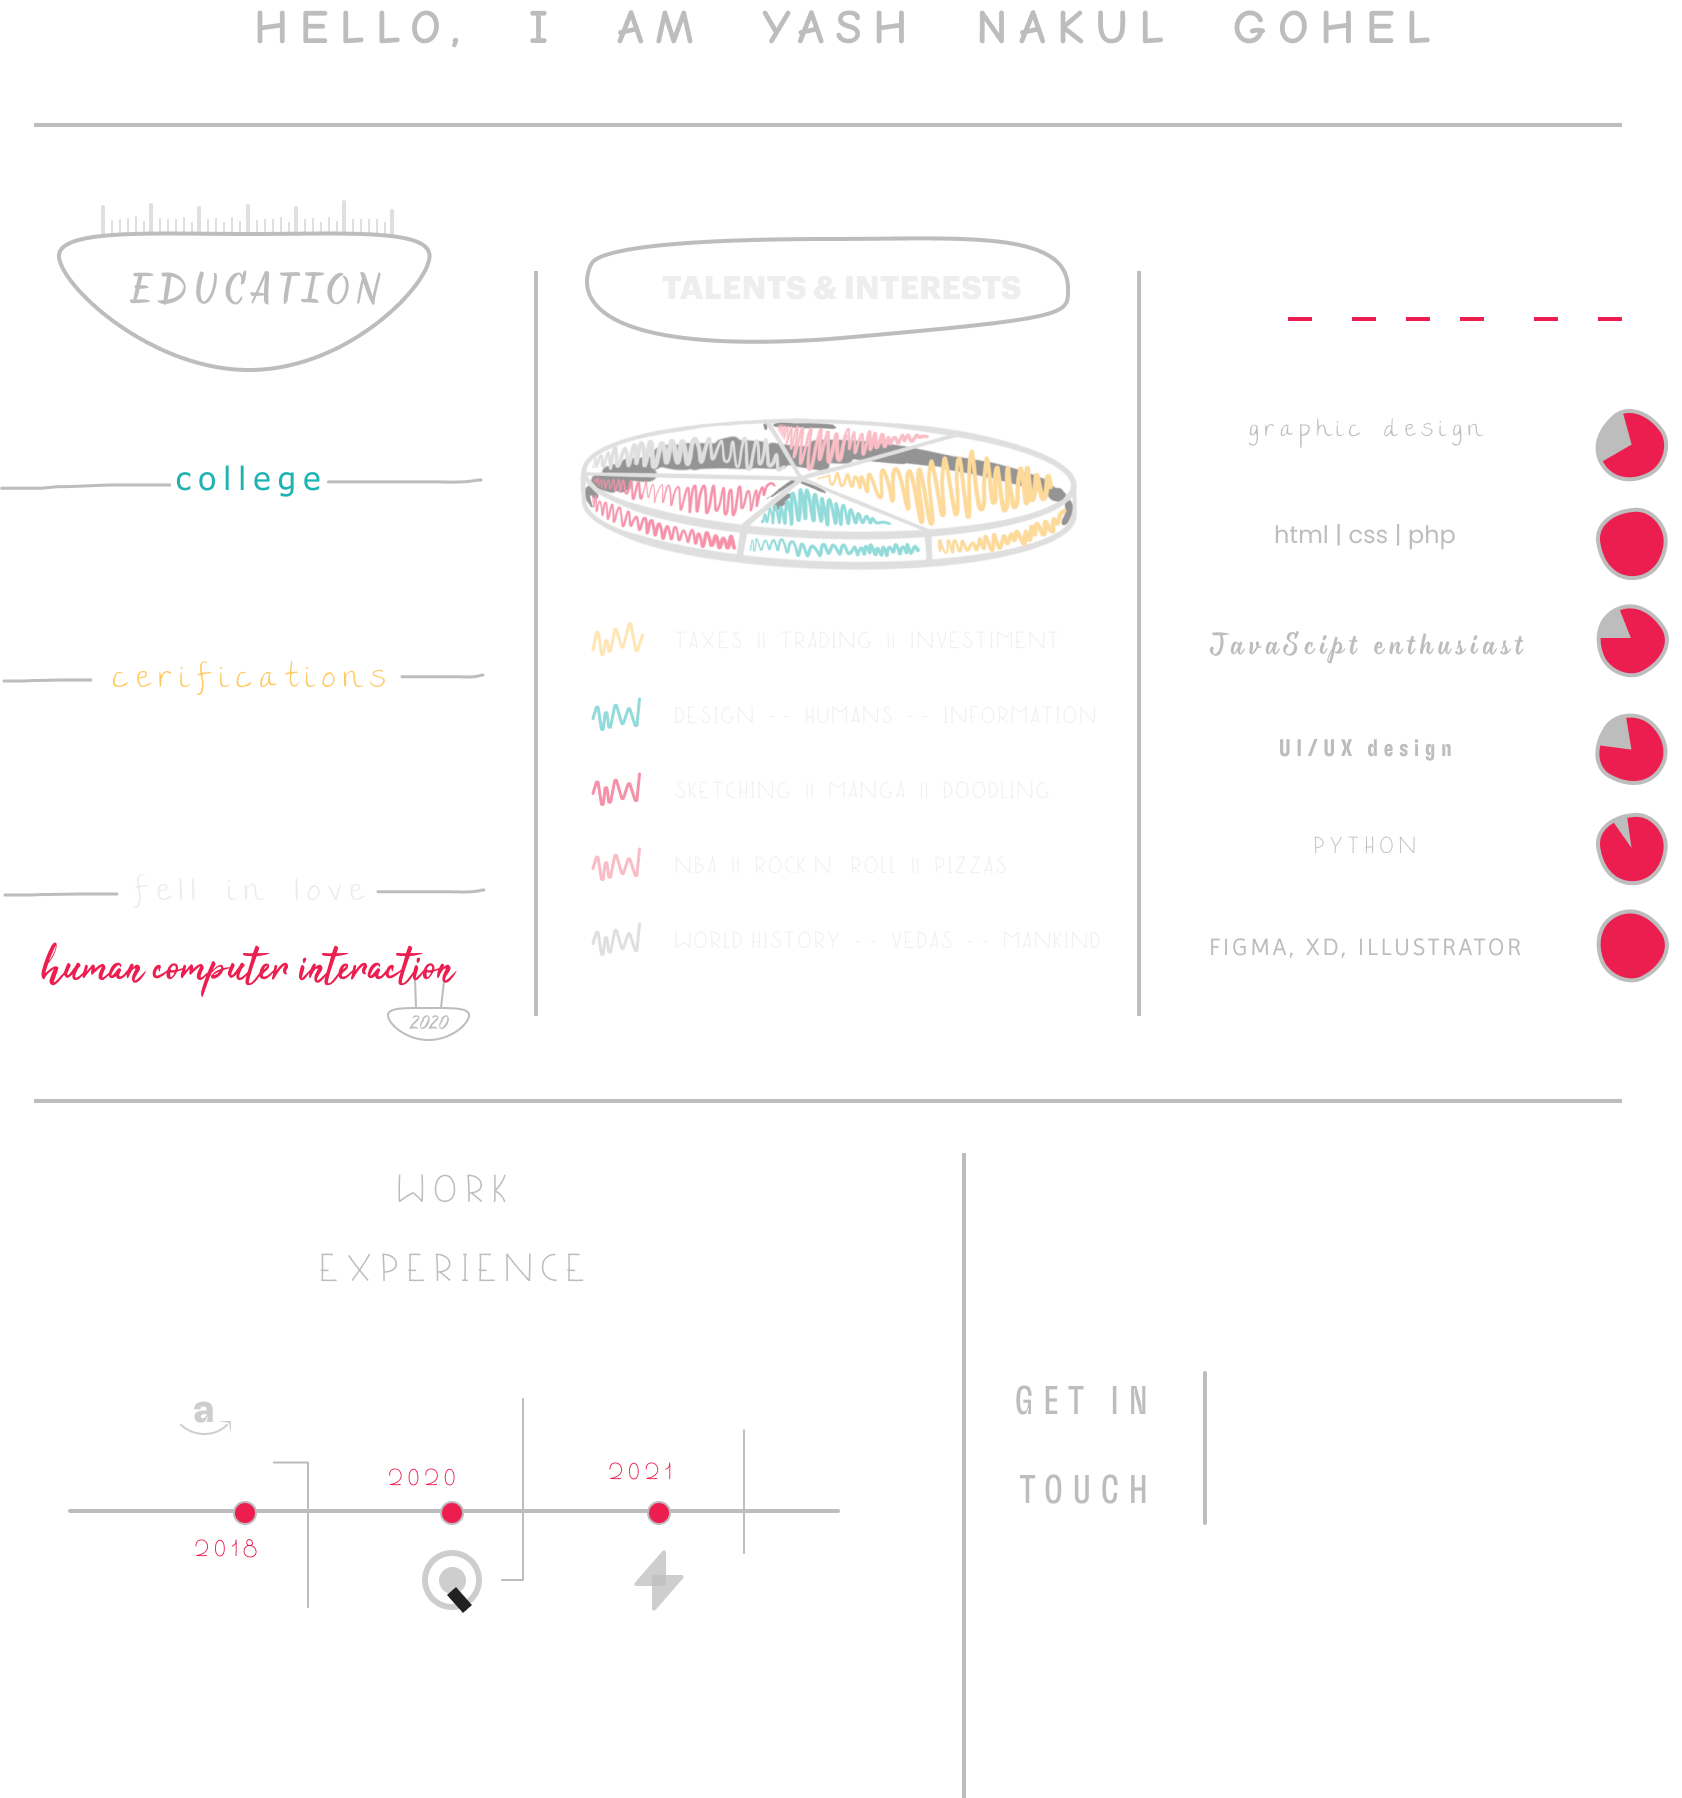 HELLO, I AM YASH NAKUL GOHEL
EDUCATION
college
cerifications
fell in love
human computer interaction
2020
TALENTS & INTERESTS
TAXES || TRADING || INVESTIMENT
DESIGN -- HUMANS -- INFORMATION
SKETCHING || MANGA || DOODLING
NBA || ROCK N ROLL || PIZZAS
WORLD HISTORY -- VEDAS -- MANKIND
graphic design
html | css | php
JavaScipt enthusiast
UI/UX design
PYTHON
FIGMA, XD, ILLUSTRATOR
WORK
EXPERIENCE
a
2020
2021
2018
GET IN
TOUCH